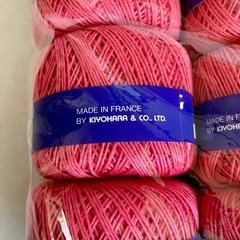 MADE IN FRANCE
BY KIYOHARA & CO., LTD.